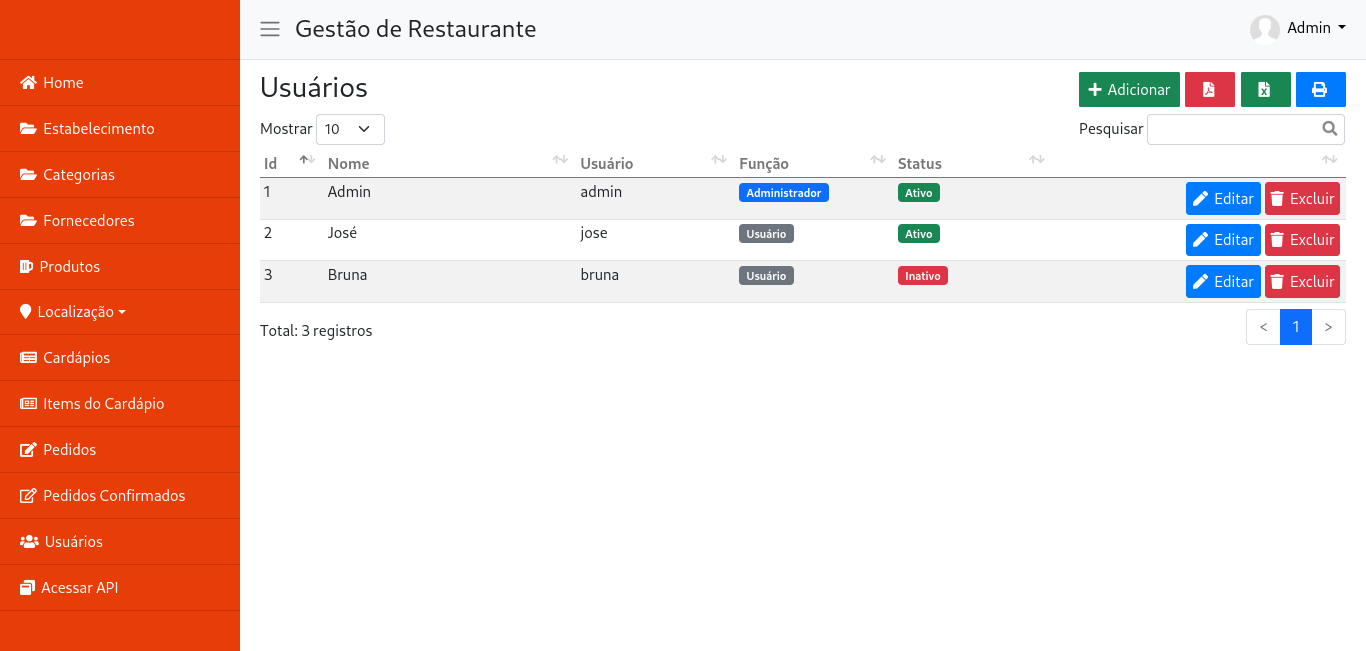 Gestão de Restaurante
Admin
Home
Estabelecimento
Categorias
Fornecedores
Produtos
Localização
Cardápios
Items do Cardápio
Pedidos
Pedidos Confirmados
Usuários
Acessar API
Usuários
Adicionar
Mostrar 10
Pesquisar
Id Nome Usuário Função Status
1 Admin admin Administrador Ativo Editar Excluir
2 José jose Usuário Ativo Editar Excluir
3 Bruna bruna Usuário Inativo Editar Excluir
Total: 3 registros
< 1 >